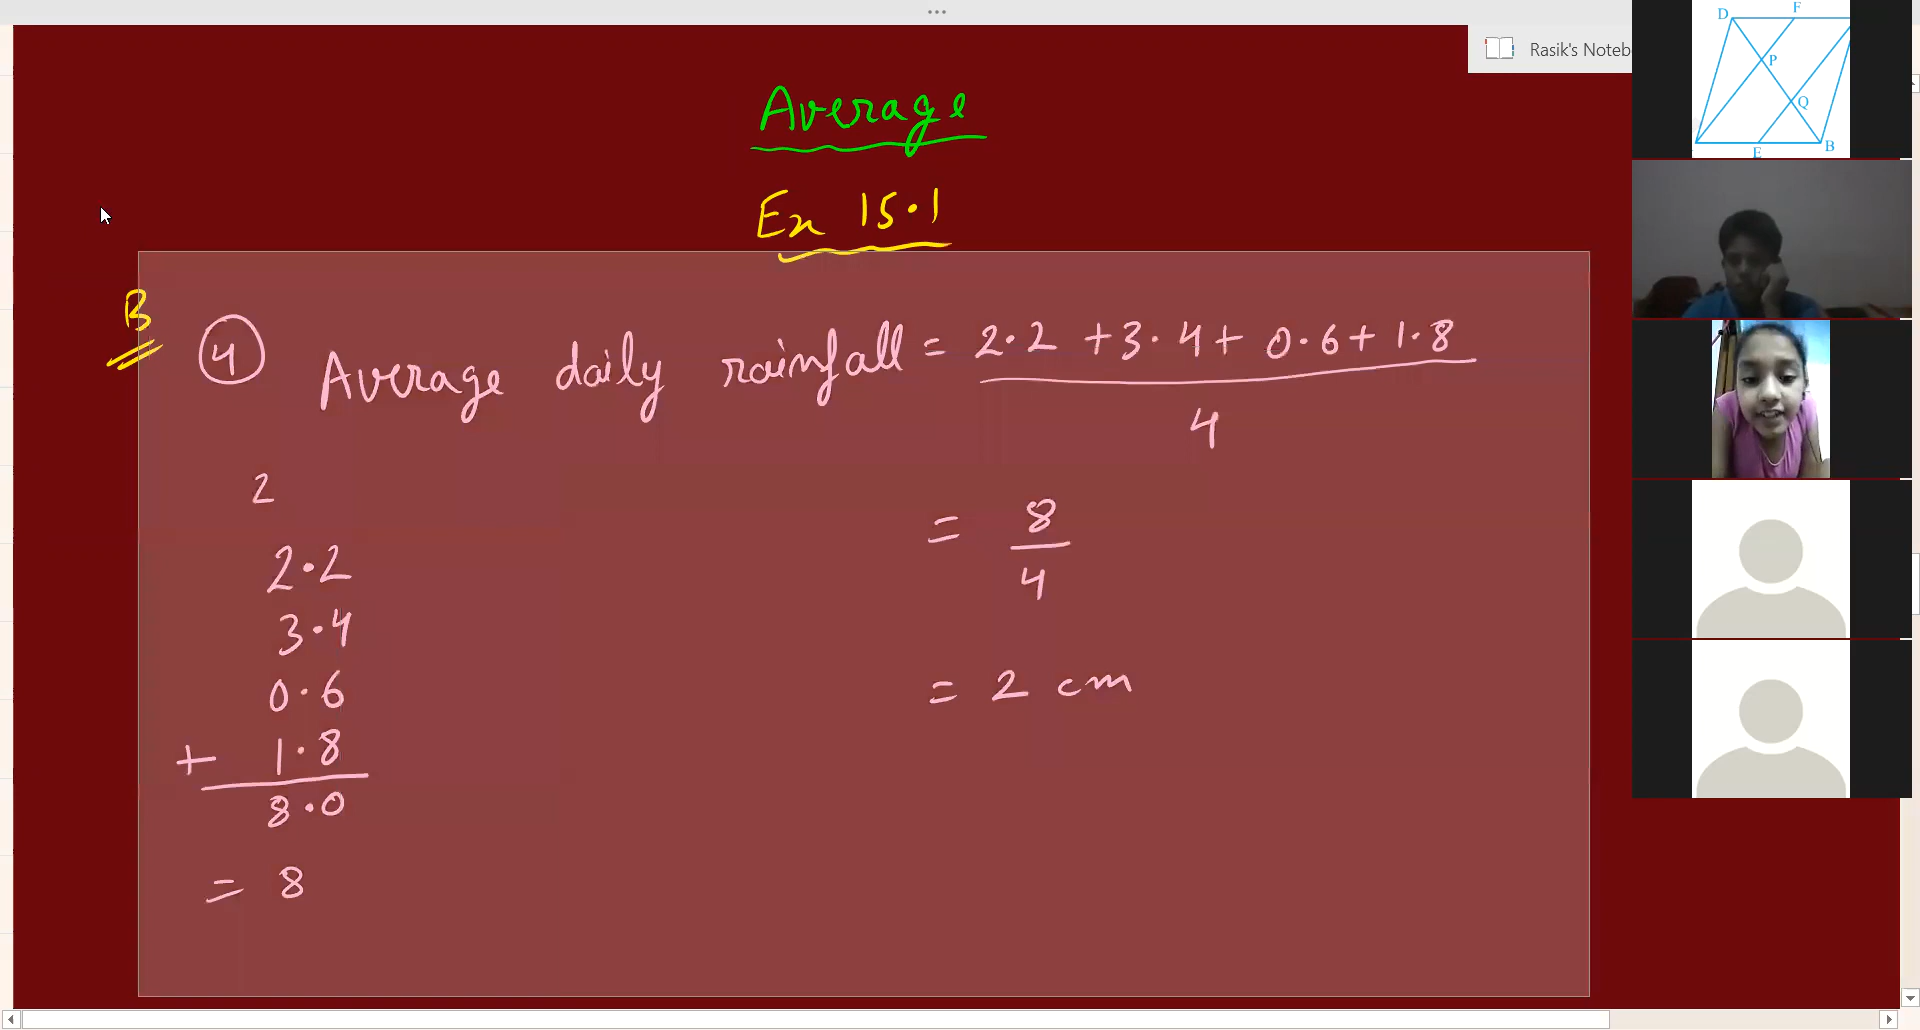 Rasik's Noteb
Average
Ex 15.1
B
4 Average daily rainfall = 2.2 + 3.4 + 0.6 + 1.8
4
= 8
4
= 2 cm
2
2.2
3.4
0.6
+ 1.8
8.0
= 8
D F
P
Q
E B